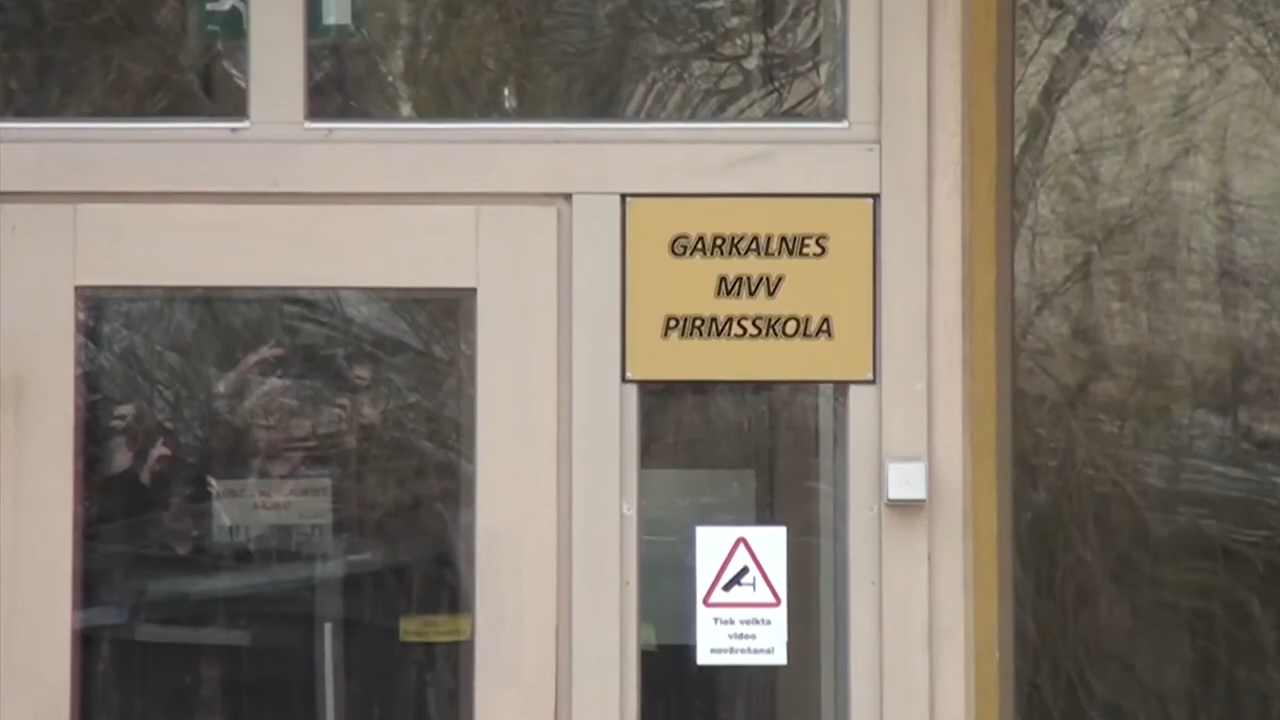 GARKALNES
MVV
PIRMSSKOLA
Tiek veikta
video
novērošana!